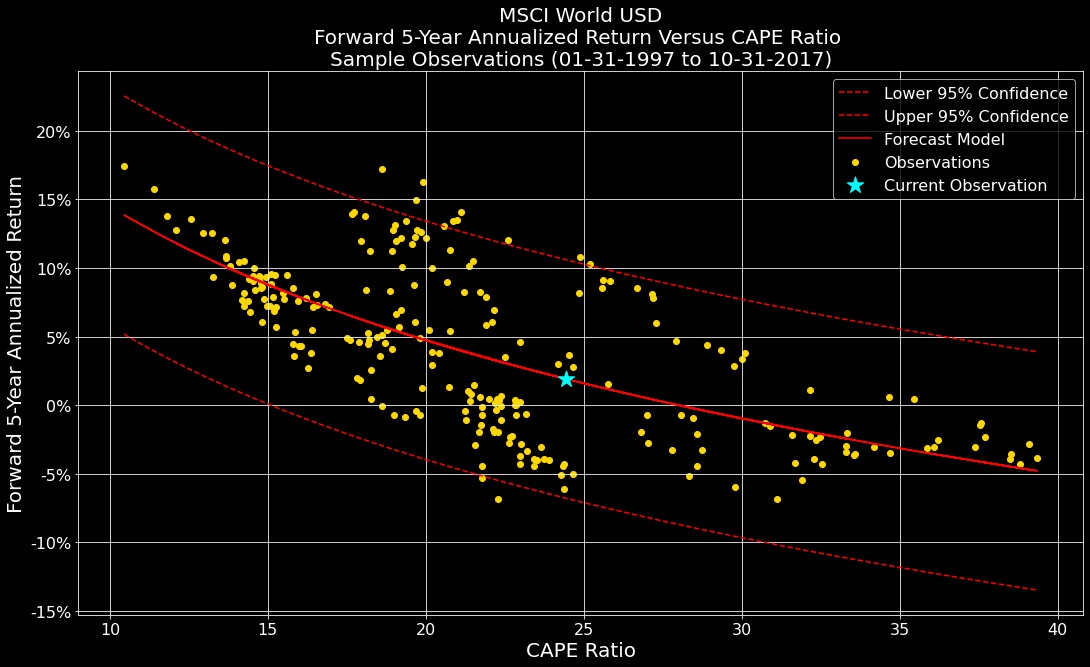 MSCI World USD
Forward 5-Year Annualized Return Versus CAPE Ratio
Sample Observations (01-31-1997 to 10-31-2017)
Lower 95% Confidence
Upper 95% Confidence
Forecast Model
Observations
Current Observation
Forward 5-Year Annualized Return
20%
15%
10%
5%
0%
-5%
-10%
-15%
10 15 20 25 30 35 40
CAPE Ratio